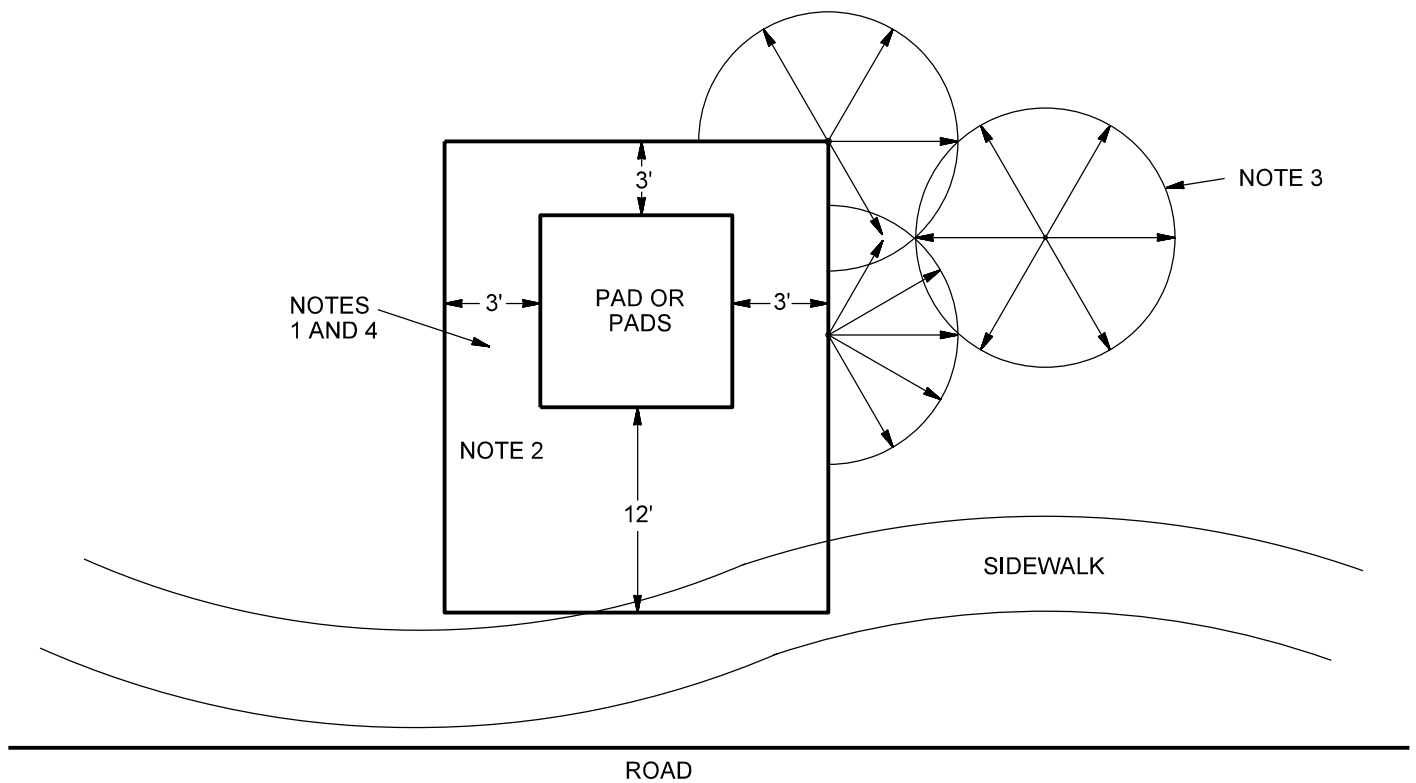 3'
NOTE 3
NOTES
1 AND 4
3'
PAD OR
PADS
3'
NOTE 2
12'
SIDEWALK
ROAD